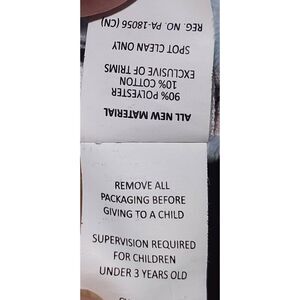 ALL NEW MATERIAL
90% POLYESTER
10% COTTON
EXCLUSIVE OF TRIMS
SPOT CLEAN ONLY
REG. NO. PA-18056 (CN)
REMOVE ALL
PACKAGING BEFORE
GIVING TO A CHILD
SUPERVISION REQUIRED
FOR CHILDREN
UNDER 3 YEARS OLD